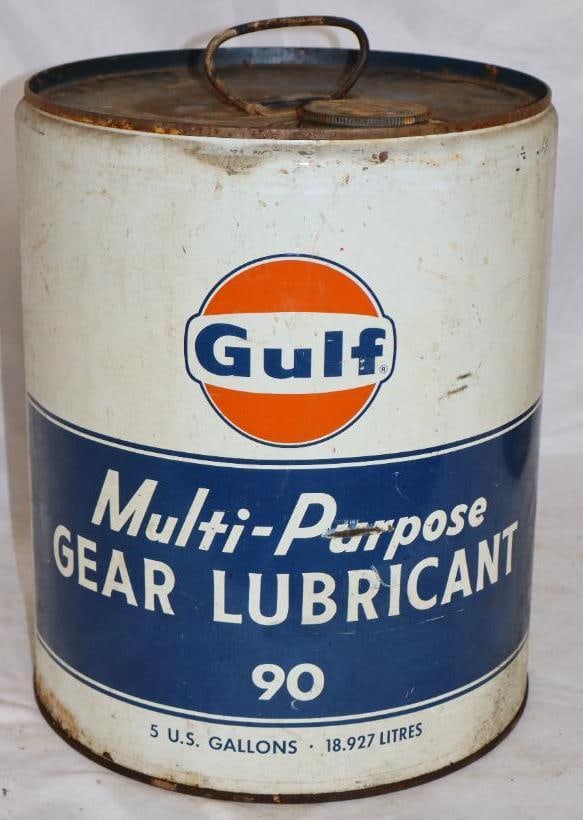 Gulf®
Multi-Purpose
GEAR LUBRICANT
90
5 U.S. GALLONS · 18.927 LITRES